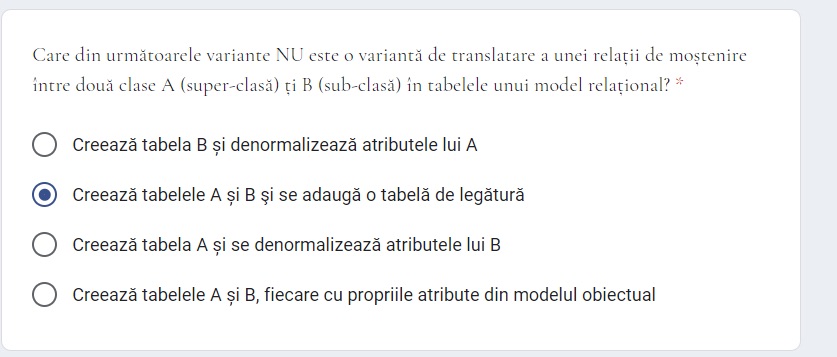 Care din următoarele variante NU este o variantă de translatare a unei relații de moștenire
între două clase A (super-clasă) ți B (sub-clasă) în tabelele unui model relațional? *
Creează tabela B și denormalizează atributele lui A
Creează tabelele A și B şi se adaugă o tabelă de legătură
Creează tabela A și se denormalizează atributele lui B
Creează tabelele A și B, fiecare cu propriile atribute din modelul obiectual